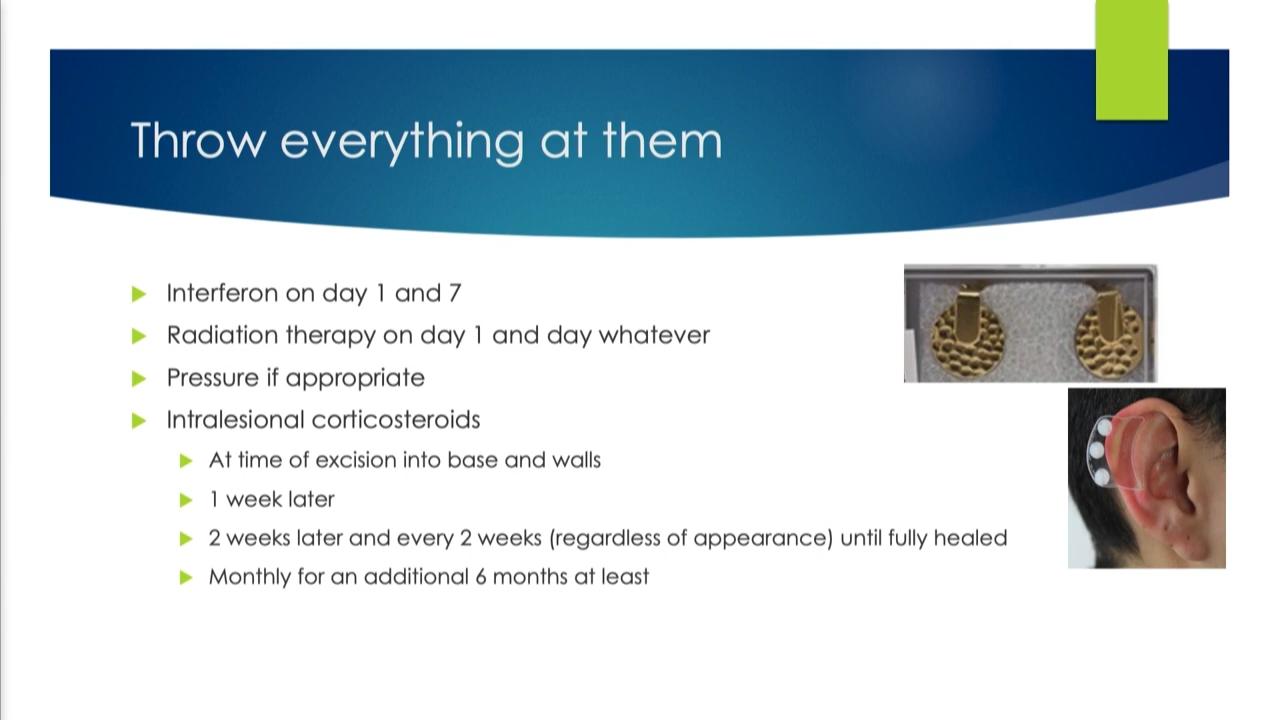 Throw everything at them
Interferon on day 1 and 7
Radiation therapy on day 1 and day whatever
Pressure if appropriate
Intralesional corticosteroids
At time of excision into base and walls
1 week later
2 weeks later and every 2 weeks (regardless of appearance) until fully healed
Monthly for an additional 6 months at least